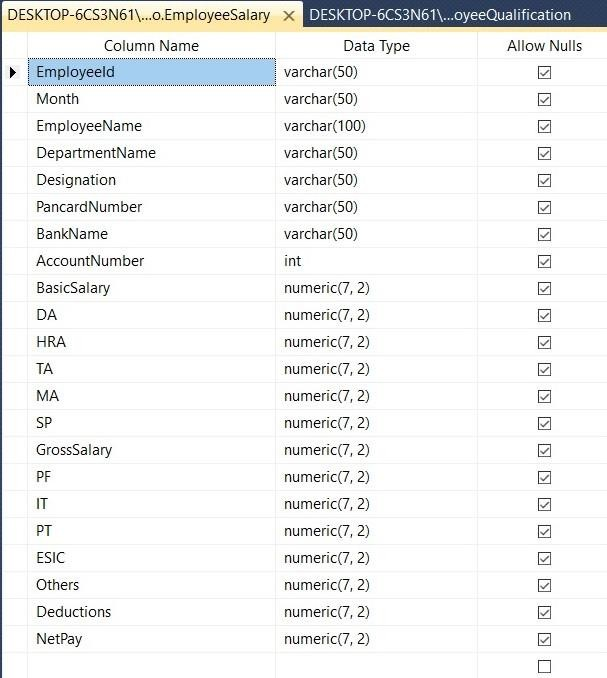 DESKTOP-6CS3N61\...o.EmployeeSalary DESKTOP-6CS3N61\...oyeeQualification
Column Name Data Type Allow Nulls
EmployeeId varchar(50)
Month varchar(50)
EmployeeName varchar(100)
DepartmentName varchar(50)
Designation varchar(50)
PancardNumber varchar(50)
BankName varchar(50)
AccountNumber int
BasicSalary numeric(7, 2)
DA numeric(7, 2)
HRA numeric(7, 2)
TA numeric(7, 2)
MA numeric(7, 2)
SP numeric(7, 2)
GrossSalary numeric(7, 2)
PF numeric(7, 2)
IT numeric(7, 2)
PT numeric(7, 2)
ESIC numeric(7, 2)
Others numeric(7, 2)
Deductions numeric(7, 2)
NetPay numeric(7, 2)